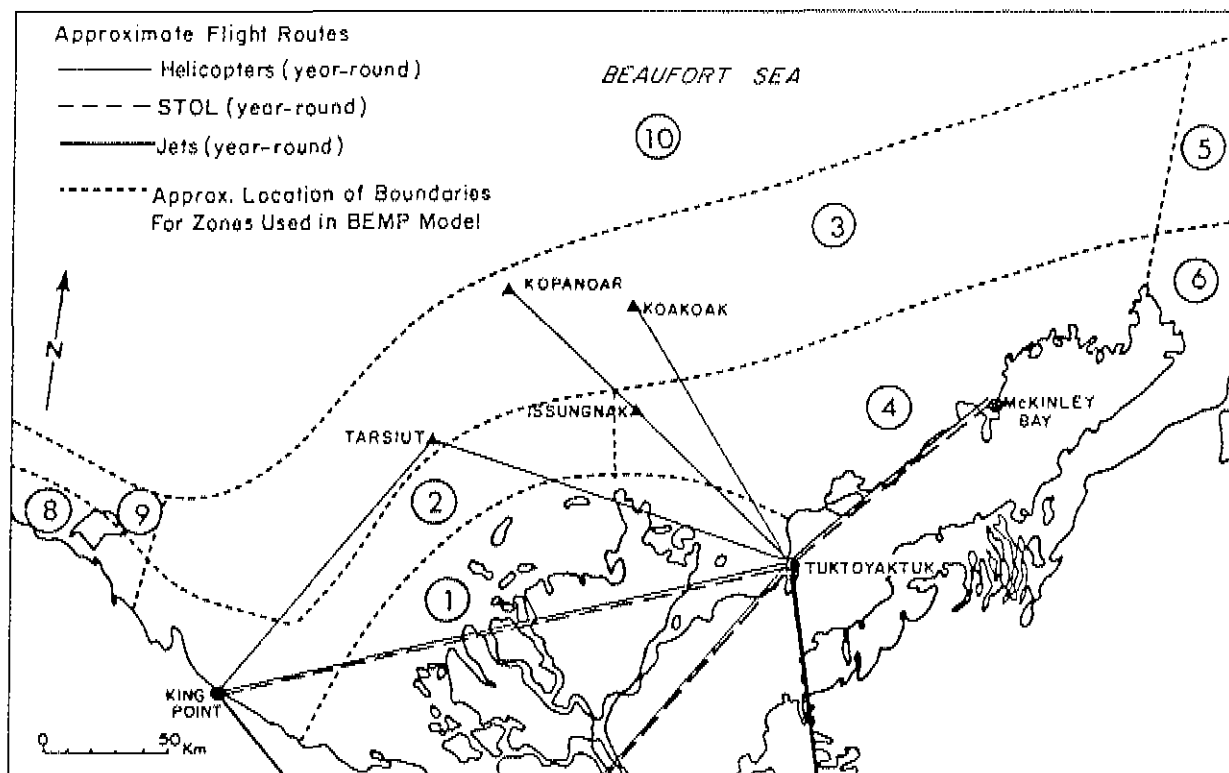 Approximate Flight Routes
Helicopters (year-round)
STOL (year-round)
Jets (year-round)
Approx. Location of Boundaries
For Zones Used in BEMP Model
BEAUFORT SEA
10
5
3
6
N
KOPANOAR
KOAKOAK
ISSUNGNAK
4
McKINLEY
BAY
TARSIUT
8
9
2
TUKTOYAKTUK
1
KING
POINT
0 50 Km